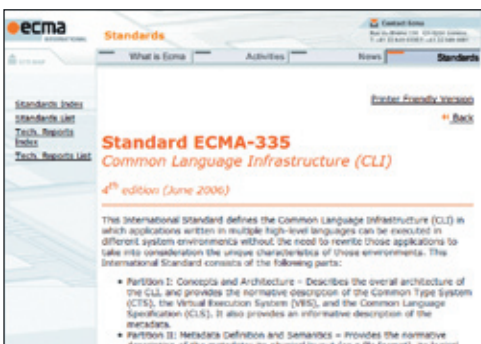 ecma
INTERNATIONAL
Standards
Contact Ecma
What is Ecma
Activities
News
Standards
SITE MAP
Standards Index
Standards List
Tech. Reports
Index
Tech. Reports List
Printer Friendly Version
Back
Standard ECMA-335
Common Language Infrastructure (CLI)
4th edition (June 2006)
This International Standard defines the Common Language Infrastructure (CLI) in
which applications written in multiple high-level languages can be executed in
different system environments without the need to rewrite those applications to
take into consideration the unique characteristics of those environments. This
International Standard consists of the following parts:
• Partition I: Concepts and Architecture – Describes the overall architecture of
the CLI, and provides the normative description of the Common Type System
(CTS), the Virtual Execution System (VES), and the Common Language
Specification (CLS). It also provides an informative description of the
metadata.
• Partition II: Metadata Definition and Semantics – Provides the normative